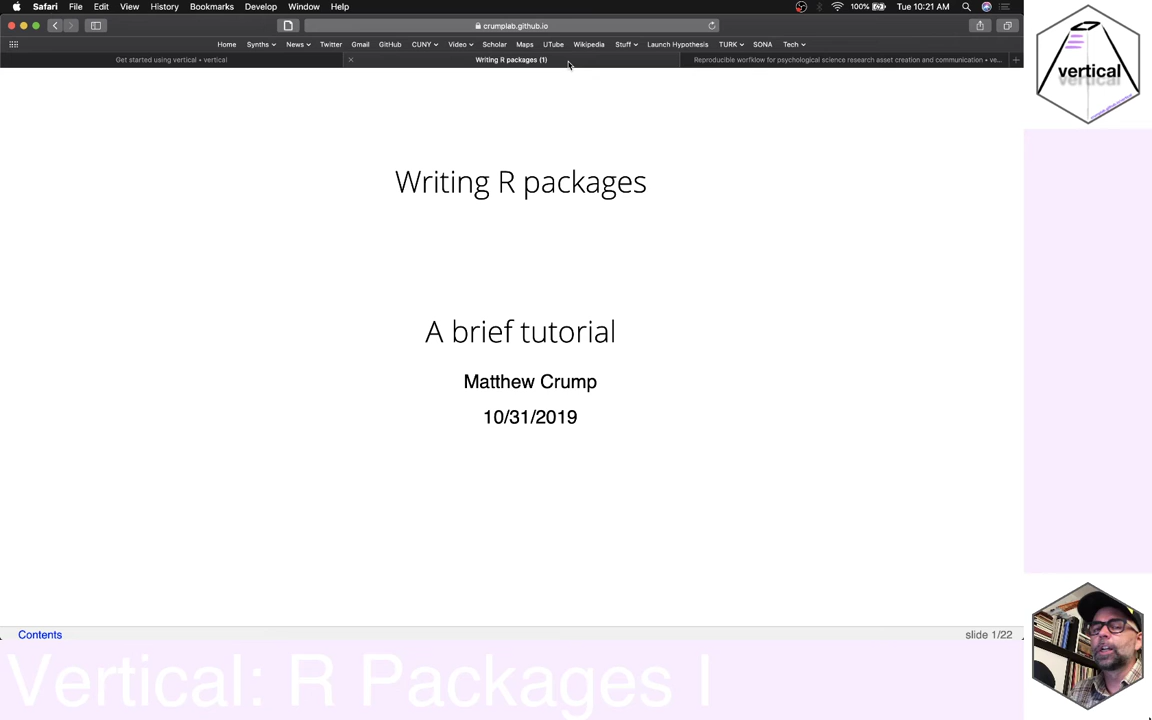 Safari File Edit View History Bookmarks Develop Window Help 100% Tue 10:21 AM
crumplab.github.io
Home Synths News Twitter Gmail GitHub CUNY Video Scholar Maps UTube Wikipedia Stuff Launch Hypothesis TURK SONA Tech
Get started using vertical • vertical
Writing R packages (1)
Reproducible worfklow for psychological science research asset creation and communication • ve...
vertical
Writing R packages
A brief tutorial
Matthew Crump
10/31/2019
Contents
slide 1/22
Vertical: R Packages I